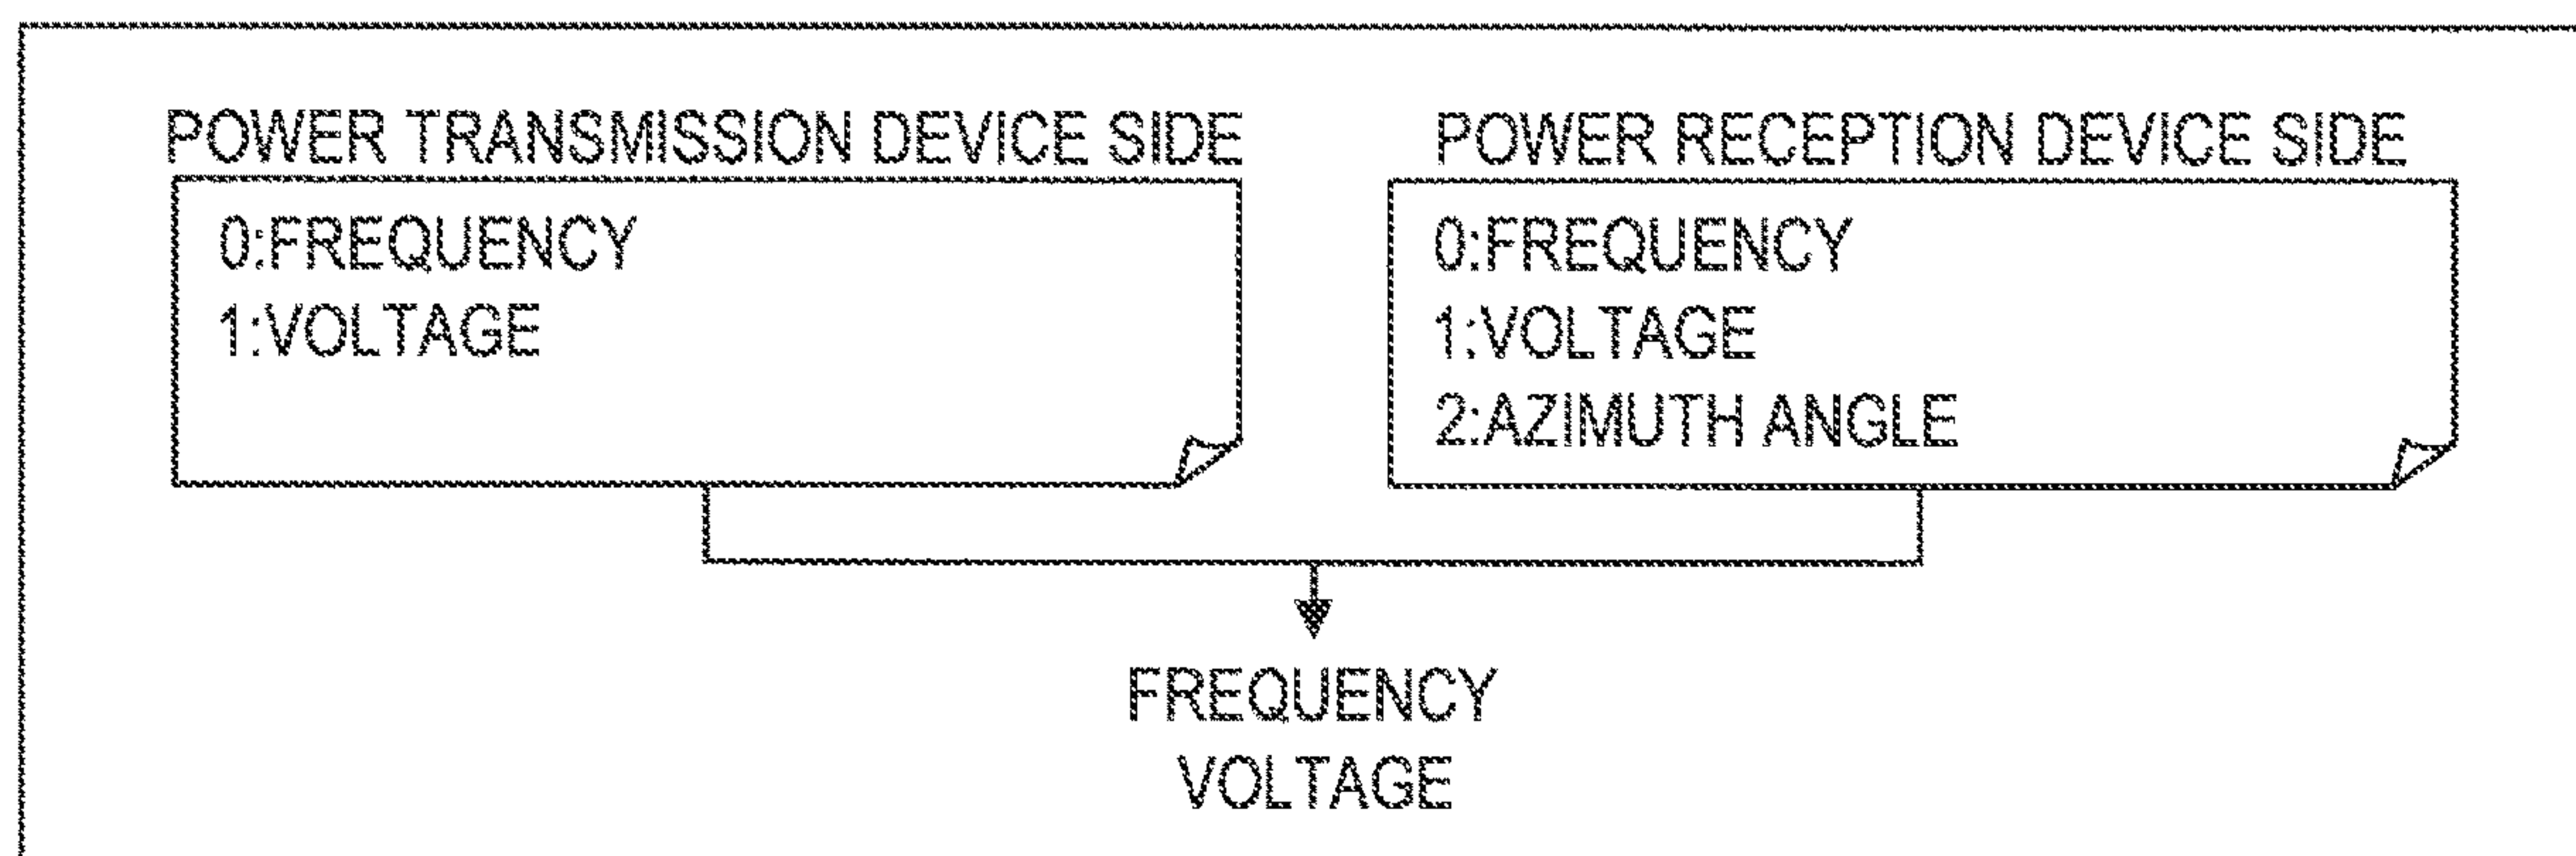 POWER TRANSMISSION DEVICE SIDE
0:FREQUENCY
1:VOLTAGE
POWER RECEPTION DEVICE SIDE
0:FREQUENCY
1:VOLTAGE
2:AZIMUTH ANGLE
FREQUENCY
VOLTAGE